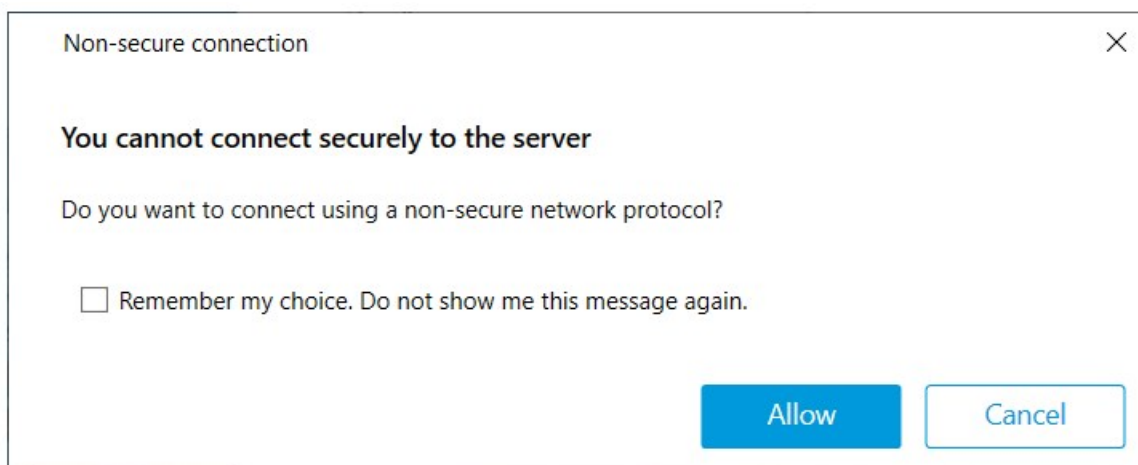 Non-secure connection
You cannot connect securely to the server
Do you want to connect using a non-secure network protocol?
Remember my choice. Do not show me this message again.
Allow
Cancel